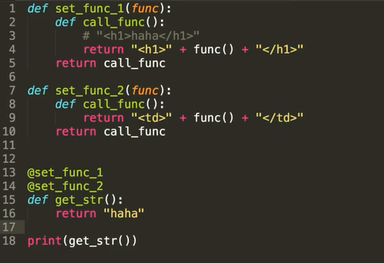 1 def set_func_1(func):
2     def call_func():
3         # "<h1>haha</h1>"
4         return "<h1>" + func() + "</h1>"
5     return call_func
6
7 def set_func_2(func):
8     def call_func():
9         return "<td>" + func() + "</td>"
10     return call_func
11
12
13 @set_func_1
14 @set_func_2
15 def get_str():
16     return "haha"
17
18 print(get_str())